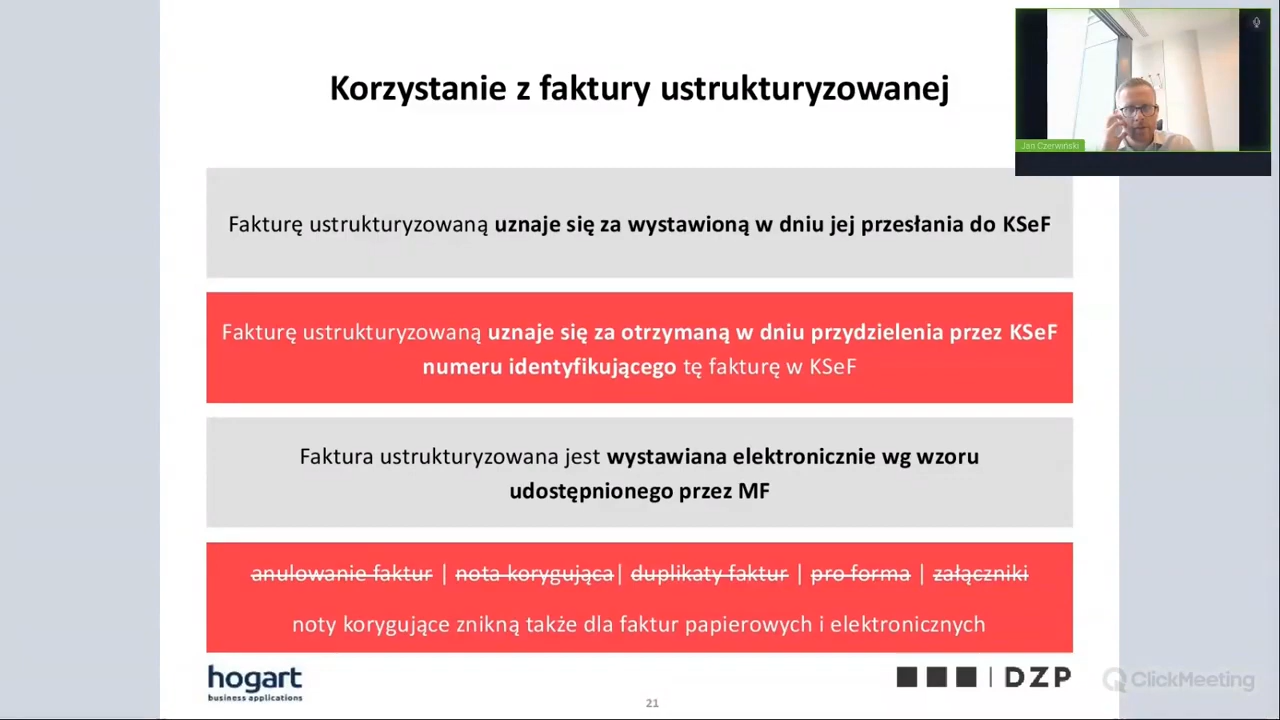 Korzystanie z faktury ustrukturyzowanej
Jan Czerwiński
Fakturę ustrukturyzowaną uznaje się za wystawioną w dniu jej przesłania do KSeF
Fakturę ustrukturyzowaną uznaje się za otrzymaną w dniu przydzielenia przez KSeF
numeru identyfikującego tę fakturę w KSeF
Faktura ustrukturyzowana jest wystawiana elektronicznie wg wzoru
udostępnionego przez MF
anulowanie faktur | nota korygująca| duplikaty faktur | pro forma | załączniki
noty korygujące znikną także dla faktur papierowych i elektronicznych
hogart
business applications
DZP
ClickMeeting
21